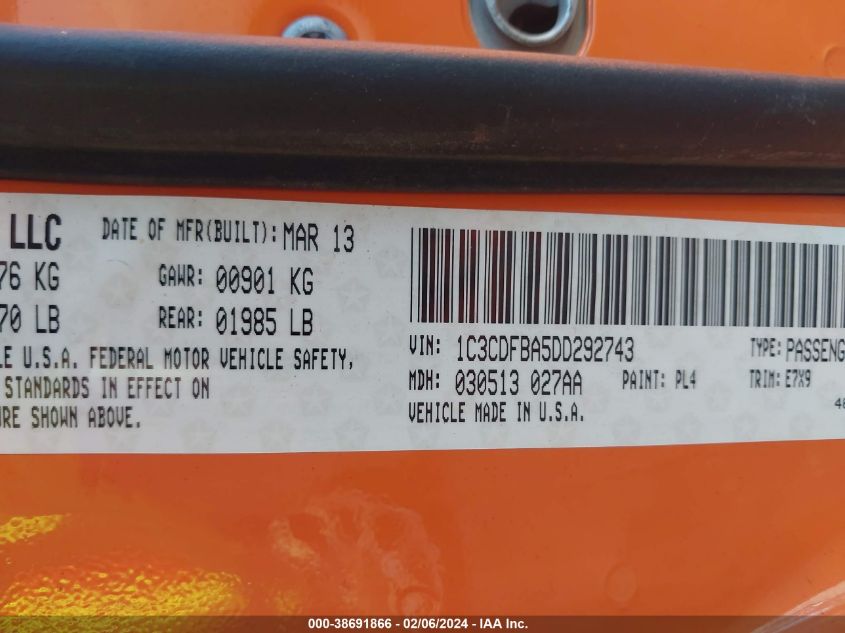 LLC DATE OF MFR(BUILT): MAR 13
76 KG GAWR: 00901 KG
70 LB REAR: 01985 LB
LE U.S.A. FEDERAL MOTOR VEHICLE SAFETY,
STANDARDS IN EFFECT ON
URE SHOWN ABOVE.
VIN: 1C3CDFBA5DD292743 TYPE: PASSENG
MDH: 030513 027AA PAINT: PL4 TRIM: E7X9
VEHICLE MADE IN U.S.A.
48
000-38691866 - 02/06/2024 - IAA Inc.